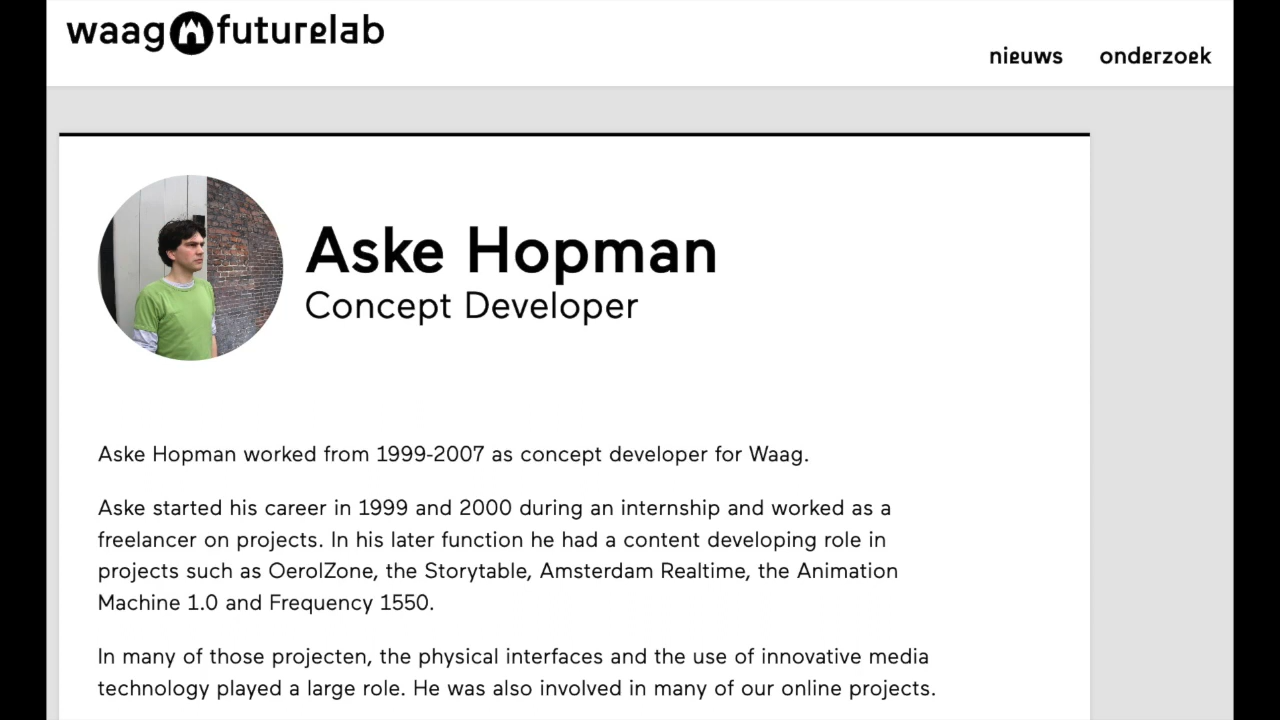 waag futurelab
nieuws onderzoek
Aske Hopman
Concept Developer
Aske Hopman worked from 1999-2007 as concept developer for Waag.
Aske started his career in 1999 and 2000 during an internship and worked as a
freelancer on projects. In his later function he had a content developing role in
projects such as OerolZone, the Storytable, Amsterdam Realtime, the Animation
Machine 1.0 and Frequency 1550.
In many of those projecten, the physical interfaces and the use of innovative media
technology played a large role. He was also involved in many of our online projects.